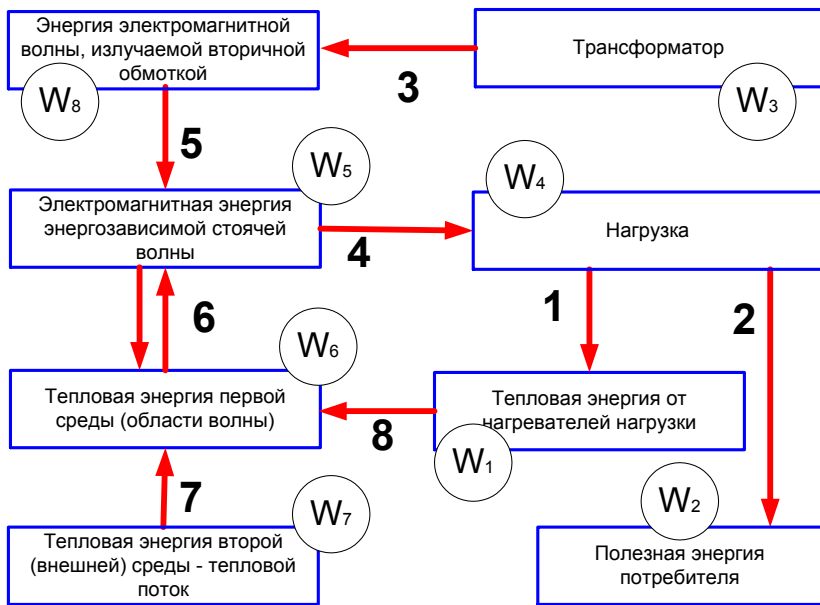 Энергия электромагнитной
волны, излучаемой вторичной
обмоткой
W₈
3
Трансформатор
W₃
5
W₅
Электромагнитная энергия
энергозависимой стоячей
волны
4
W₄
Нагрузка
6
1
2
W₆
Тепловая энергия первой
среды (области волны)
8
Тепловая энергия от
нагревателей нагрузки
W₁
7
W₇
Тепловая энергия второй
(внешней) среды - тепловой
поток
W₂
Полезная энергия
потребителя